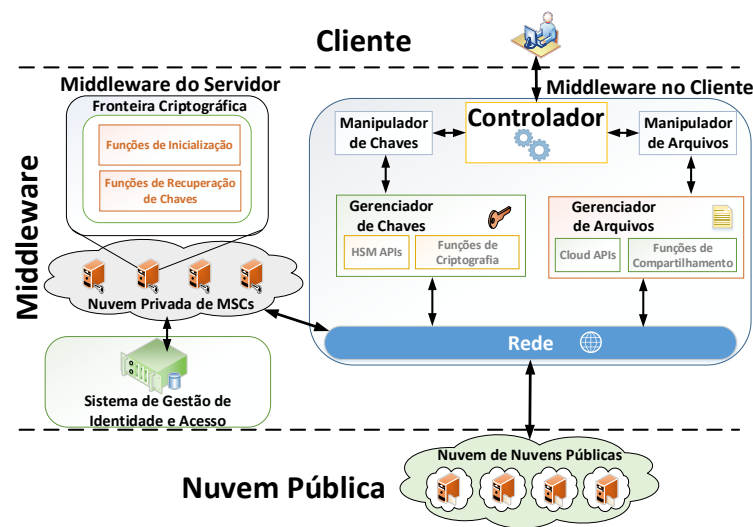 Cliente
Middleware
Middleware do Servidor
Fronteira Criptográfica
Funções de Inicialização
Funções de Recuperação
de Chaves
Nuvem Privada de MSCs
Sistema de Gestão de
Identidade e Acesso
Middleware no Cliente
Manipulador
de Chaves
Controlador
Manipulador
de Arquivos
Gerenciador
de Chaves
HSM APIs
Funções de
Criptografia
Gerenciador
de Arquivos
Cloud APIs
Funções de
Compartilhamento
Rede
Nuvem Pública
Nuvem de Nuvens Públicas